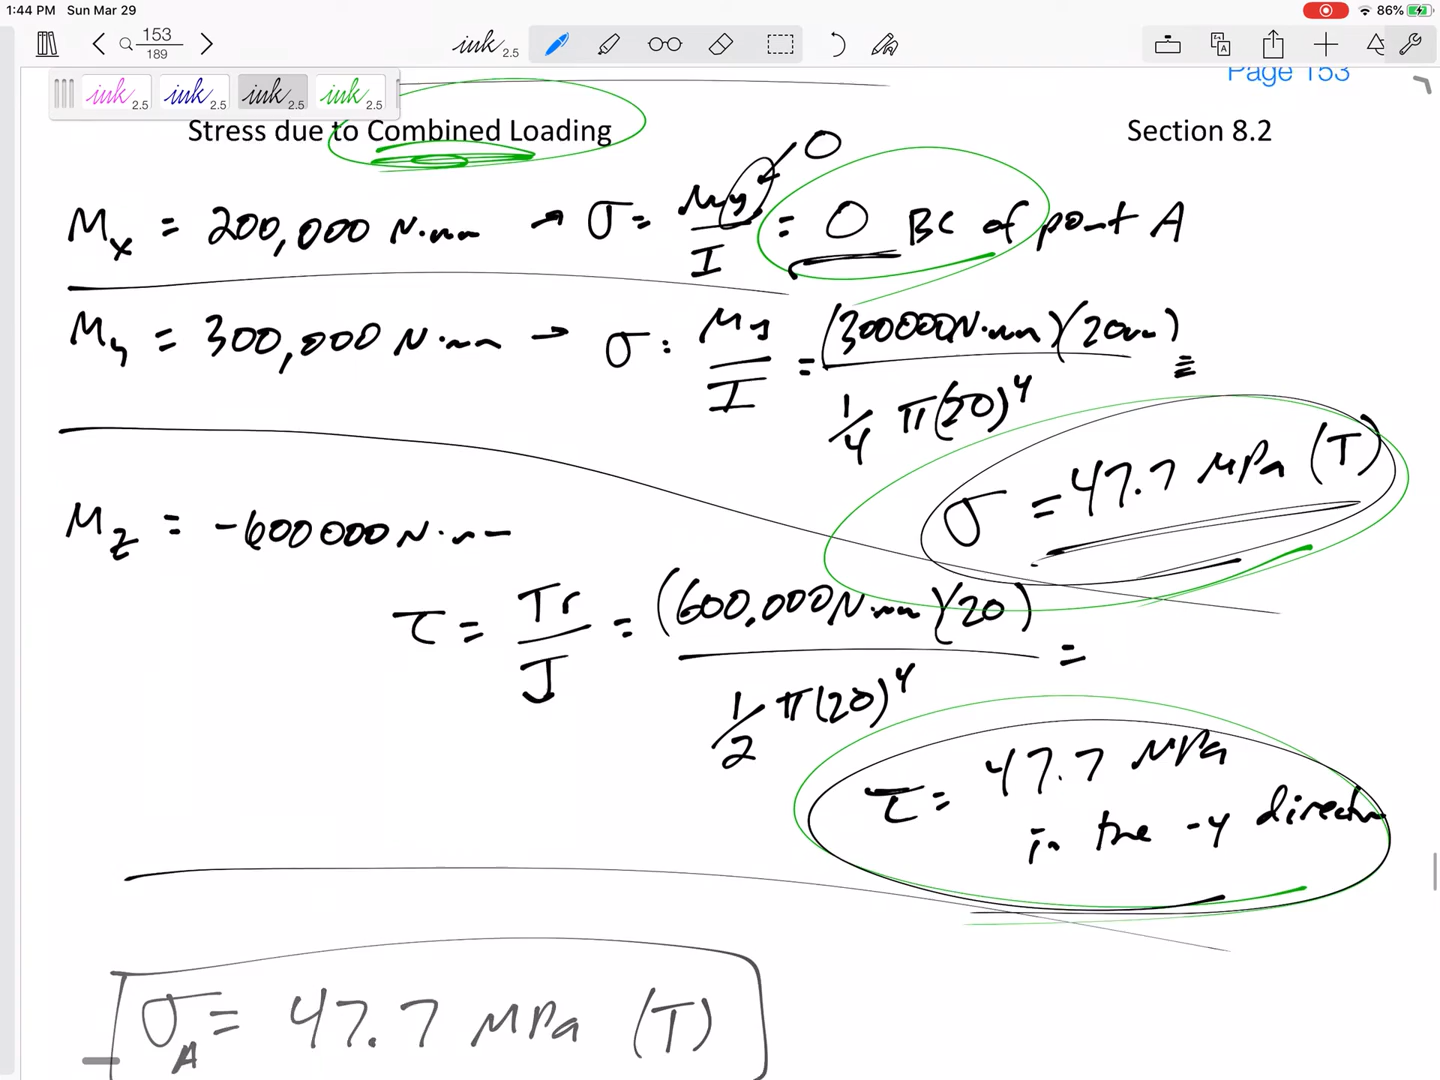 1:44 PM Sun Mar 29
86%
153
189
ink 2.5
ink 2.5 ink 2.5 ink 2.5 ink 2.5
Page 153
Stress due to Combined Loading
Section 8.2
Mx = 200,000 N·mm → σ = My/I = 0 BC of point A
0
My = 300,000 N·mm → σ = My/I = (300000N·mm)(20mm) / ¼ π(20)⁴ =
σ = 47.7 MPa (T)
Mz = -600000N·mm
τ = Tr/J = (600,000N·mm)(20) / ½ π(20)⁴ =
τ = 47.7 MPa
in the -y direction
σA = 47.7 MPa (T)